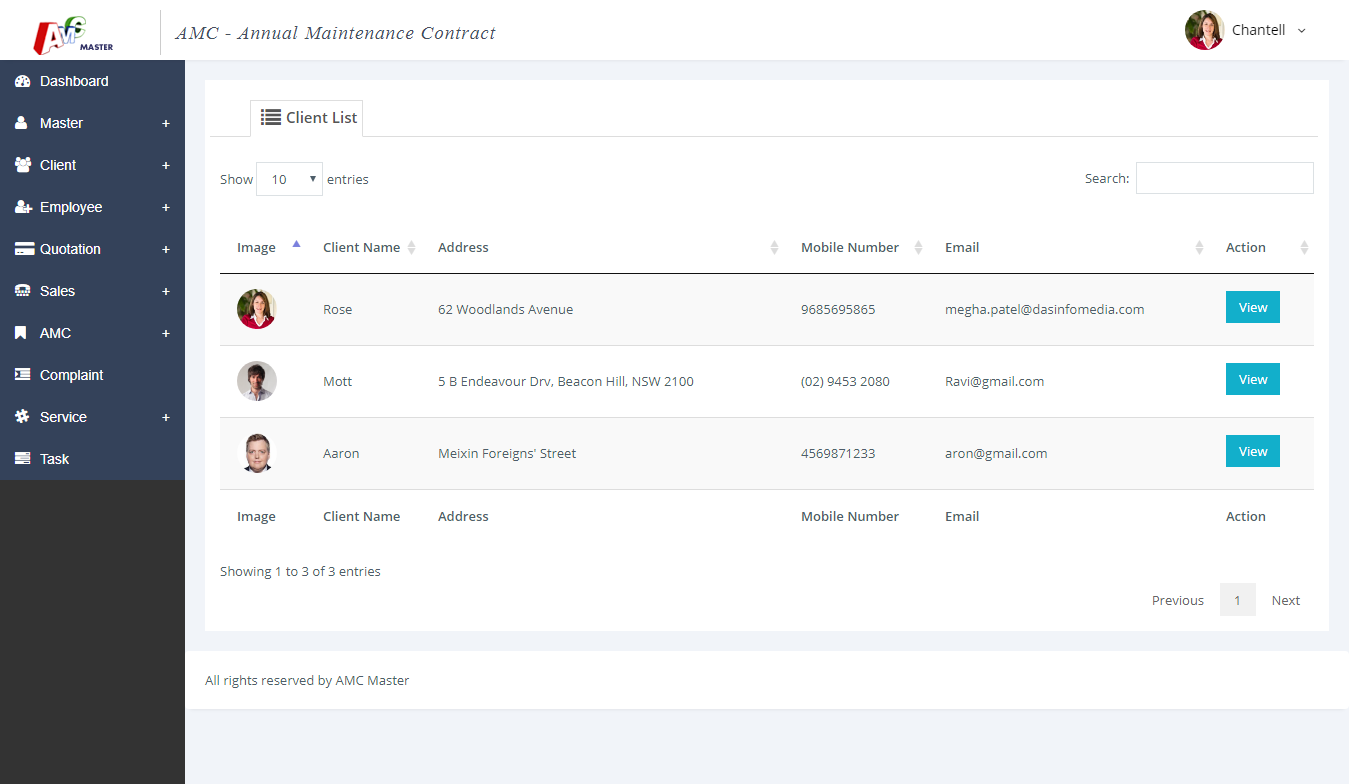 AMC MASTER
AMC - Annual Maintenance Contract
Chantell
Dashboard
Master +
Client +
Employee +
Quotation +
Sales +
AMC +
Complaint
Service +
Task
Client List
Show 10 entries
Search:
Image Client Name Address Mobile Number Email Action
Rose 62 Woodlands Avenue 9685695865 megha.patel@dasinfomedia.com View
Mott 5 B Endeavour Drv, Beacon Hill, NSW 2100 (02) 9453 2080 Ravi@gmail.com View
Aaron Meixin Foreigns' Street 4569871233 aron@gmail.com View
Image Client Name Address Mobile Number Email Action
Showing 1 to 3 of 3 entries
Previous 1 Next
All rights reserved by AMC Master